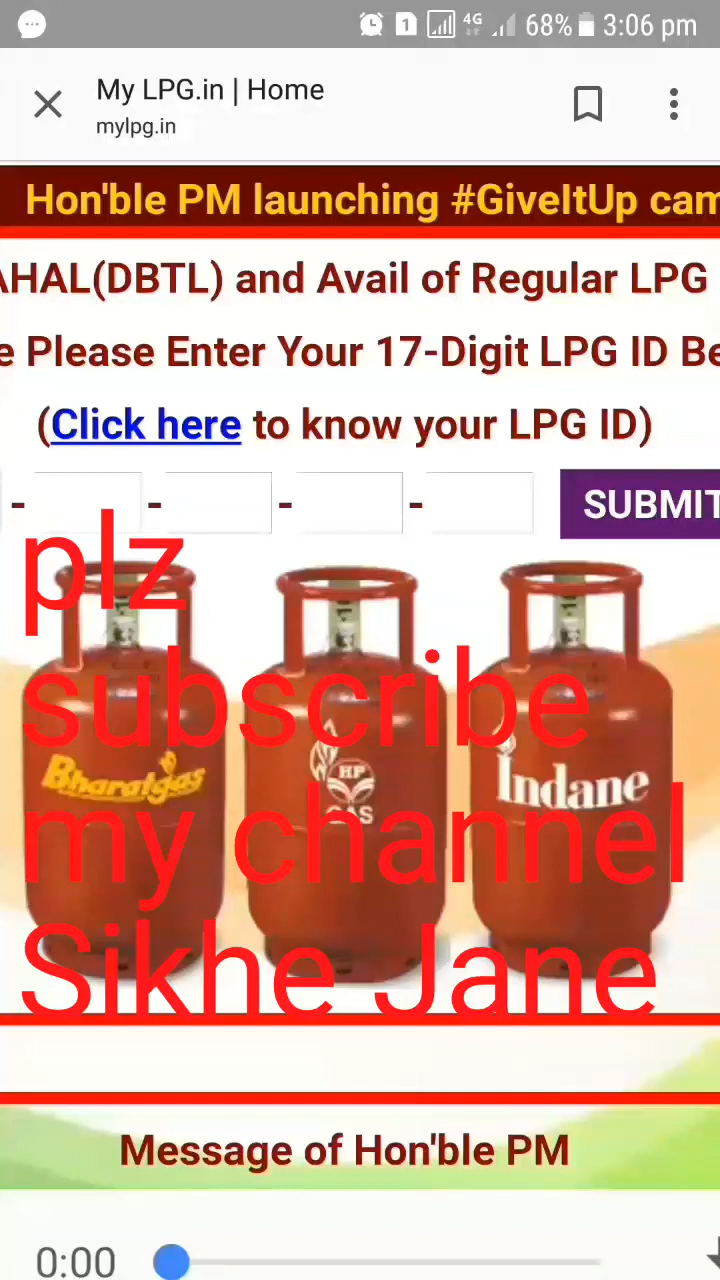 4G 68% 3:06 pm
My LPG.in | Home
mylpg.in
Hon'ble PM launching #GiveItUp cam
AHAL(DBTL) and Avail of Regular LPG
e Please Enter Your 17-Digit LPG ID Be
(Click here to know your LPG ID)
- - - - SUBMIT
plz
subscribe
Bharatgas HP GAS Indane
my channel
Sikhe Jane
Message of Hon'ble PM
0:00